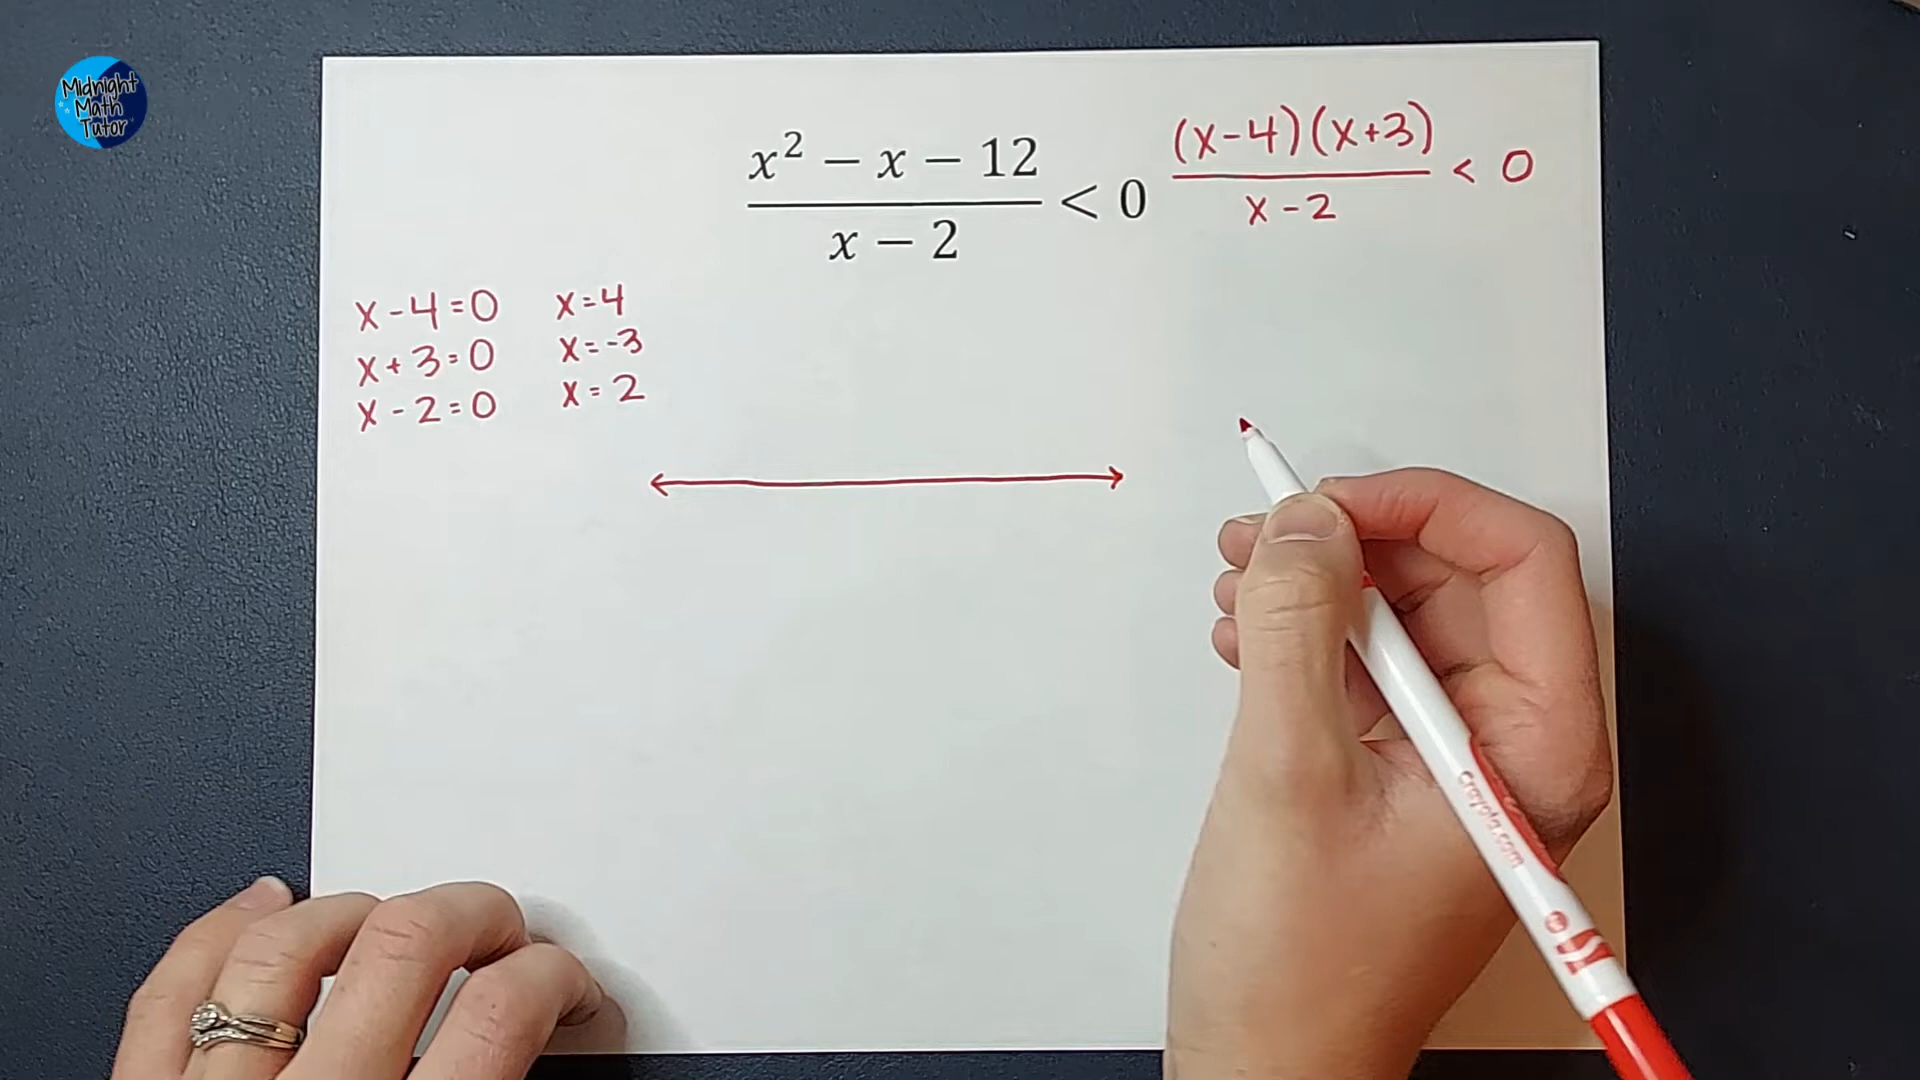 Midnight
Math
Tutor
x² − x − 12
x − 2
< 0
(x-4)(x+3)
x - 2
< 0
x - 4 = 0 x = 4
x + 3 = 0 x = -3
x - 2 = 0 x = 2
Crayola.com